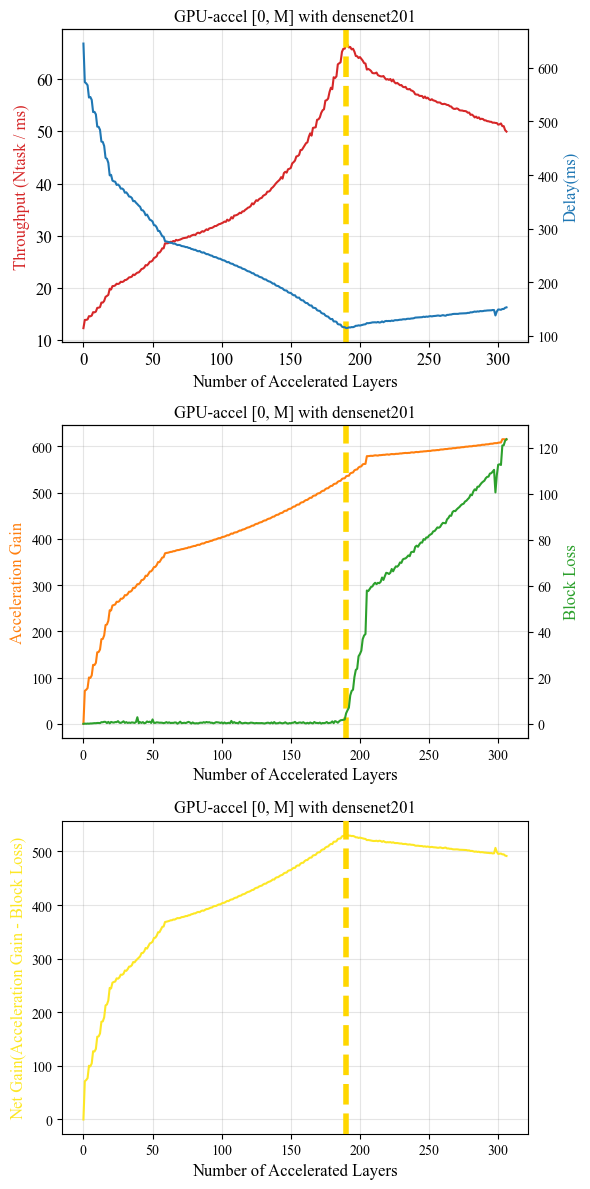 GPU-accel [0, M] with densenet201
Throughput (Ntask / ms)
60
50
40
30
20
10
600
500
400
300
200
100
Delay(ms)
0 50 100 150 200 250 300
Number of Accelerated Layers
GPU-accel [0, M] with densenet201
Acceleration Gain
600
500
400
300
200
100
0
120
100
80
60
40
20
0
Block Loss
0 50 100 150 200 250 300
Number of Accelerated Layers
GPU-accel [0, M] with densenet201
Net Gain(Acceleration Gain - Block Loss)
500
400
300
200
100
0
0 50 100 150 200 250 300
Number of Accelerated Layers